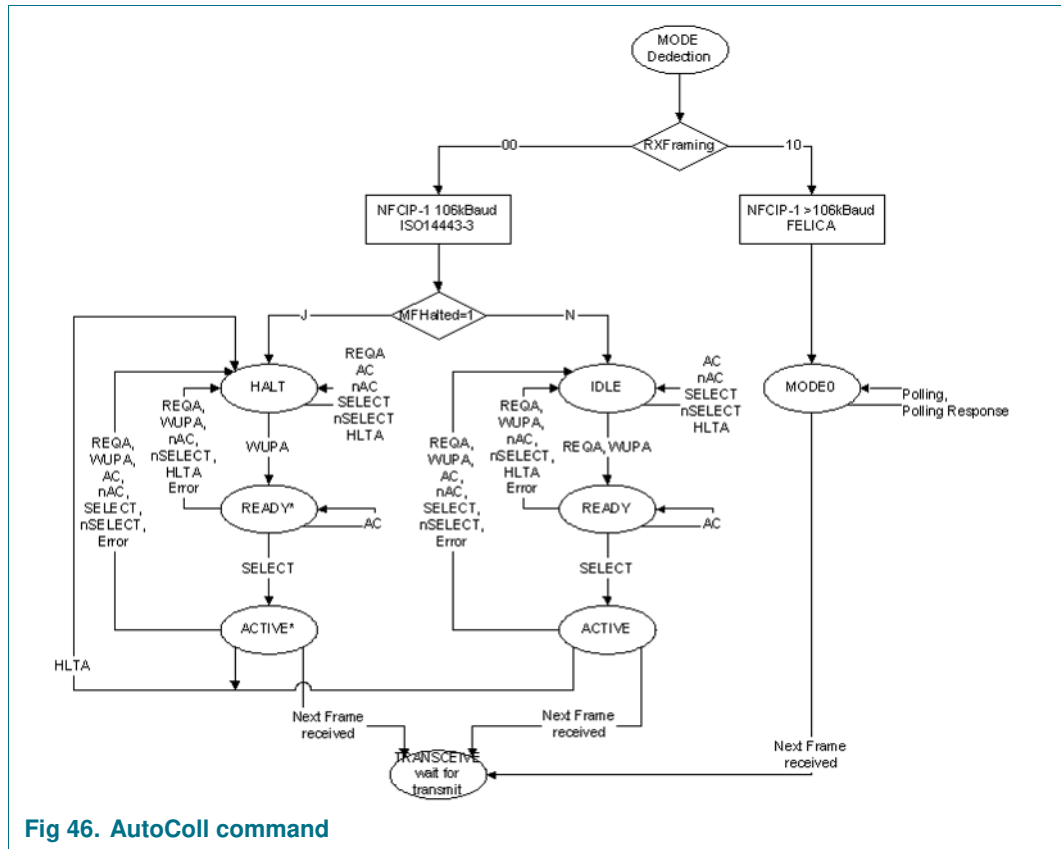 MODE
Dedection
RXFraming
00
10
NFCIP-1 106kBaud
ISO14443-3
NFCIP-1 >106kBaud
FELICA
MFHalted=1
J
N
HALT
REQA
AC
nAC
SELECT
nSELECT
HLTA
IDLE
AC
nAC
SELECT
nSELECT
HLTA
MODE0
Polling,
Polling Response
REQA,
WUPA,
AC,
nAC,
SELECT,
nSELECT,
Error
REQA,
WUPA,
nAC,
nSELECT,
HLTA
Error
WUPA
REQA,
WUPA,
AC,
nAC,
SELECT,
nSELECT,
Error
REQA,
WUPA,
nAC,
nSELECT,
HLTA
Error
REQA, WUPA
READY*
AC
READY
AC
SELECT
SELECT
ACTIVE*
ACTIVE
HLTA
Next Frame
received
Next Frame
received
Next Frame
received
TRANSCEIVE
wait for
transmit
Fig 46. AutoColl command